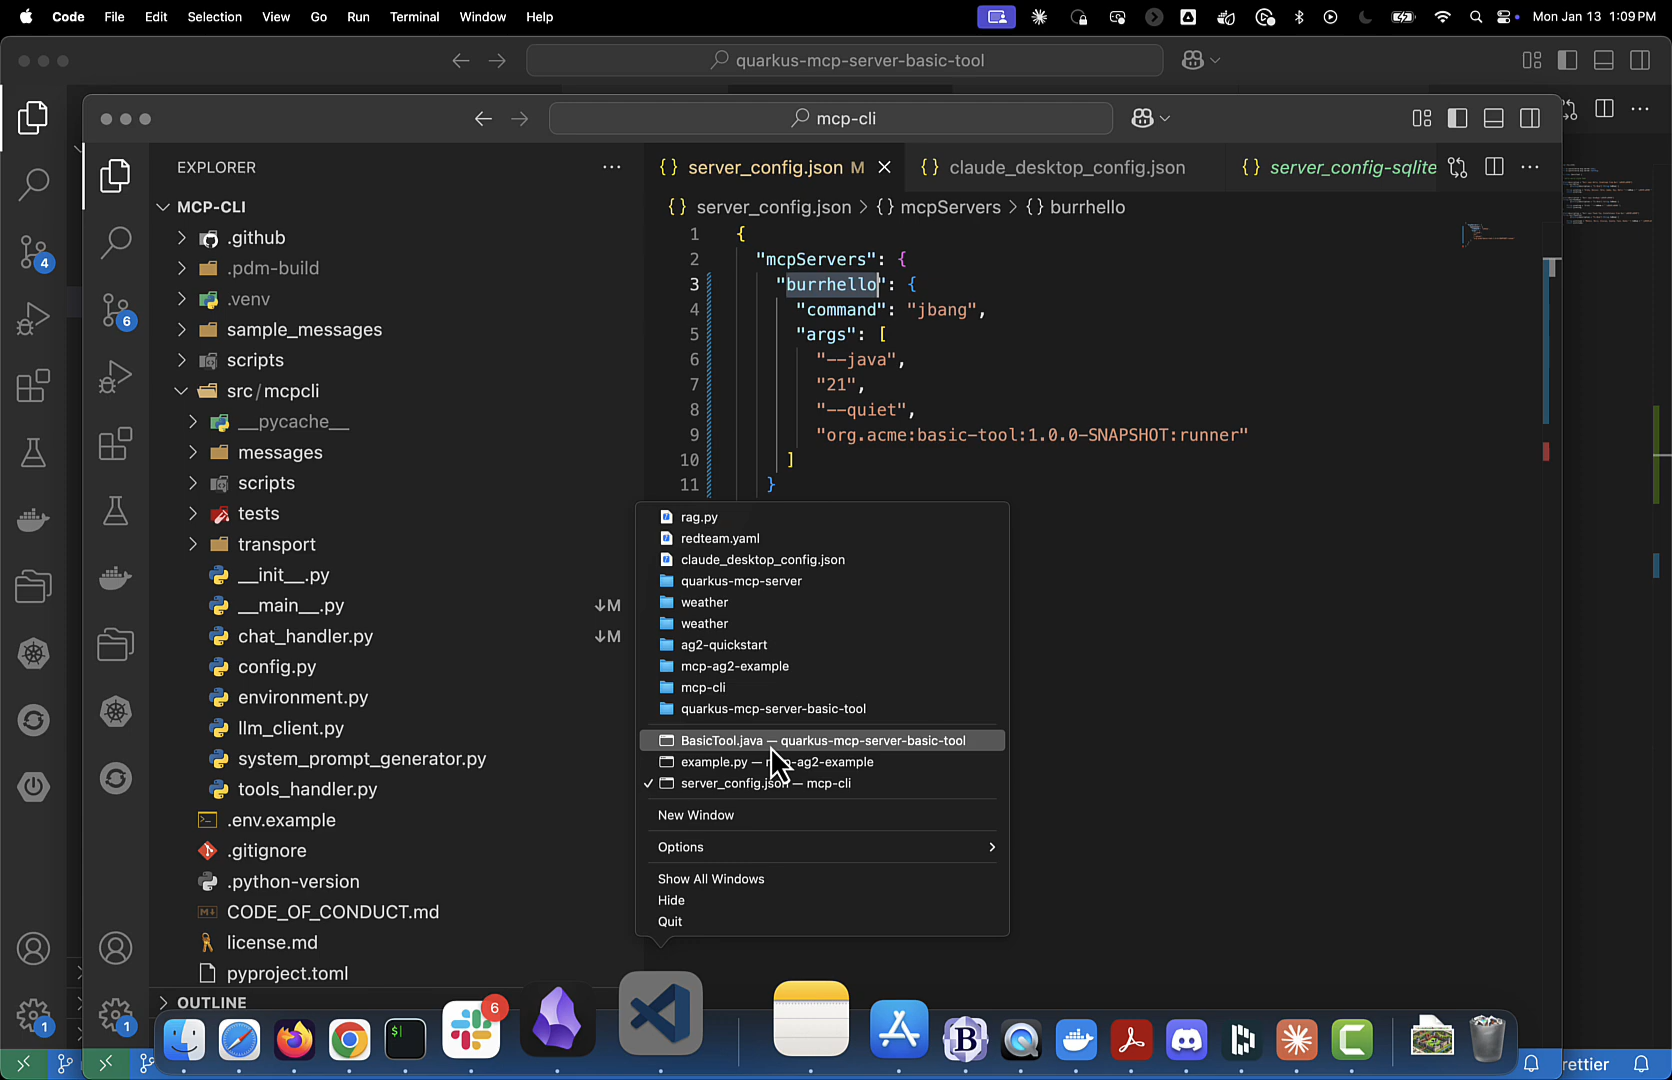 Code File Edit Selection View Go Run Terminal Window Help Mon Jan 13 1:09 PM
quarkus-mcp-server-basic-tool
mcp-cli
EXPLORER
server_config.json M
claude_desktop_config.json
server_config-sqlite
MCP-CLI
server_config.json > {} mcpServers > {} burrhello
.github
.pdm-build
.venv
sample_messages
scripts
src/mcpcli
__pycache__
messages
scripts
tests
transport
__init__.py
__main__.py ↓M
chat_handler.py ↓M
config.py
environment.py
llm_client.py
system_prompt_generator.py
tools_handler.py
.env.example
.gitignore
.python-version
CODE_OF_CONDUCT.md
license.md
pyproject.toml
OUTLINE
1 {
2 "mcpServers": {
3 "burrhello": {
4 "command": "jbang",
5 "args": [
6 "--java",
7 "21",
8 "--quiet",
9 "org.acme:basic-tool:1.0.0-SNAPSHOT:runner"
10 ]
11 }
rag.py
redteam.yaml
claude_desktop_config.json
quarkus-mcp-server
weather
weather
ag2-quickstart
mcp-ag2-example
mcp-cli
quarkus-mcp-server-basic-tool
BasicTool.java — quarkus-mcp-server-basic-tool
example.py — -ag2-example
✓ server_config.json — mcp-cli
New Window
Options
Show All Windows
Hide
Quit
4
6
1
1
6
rettier